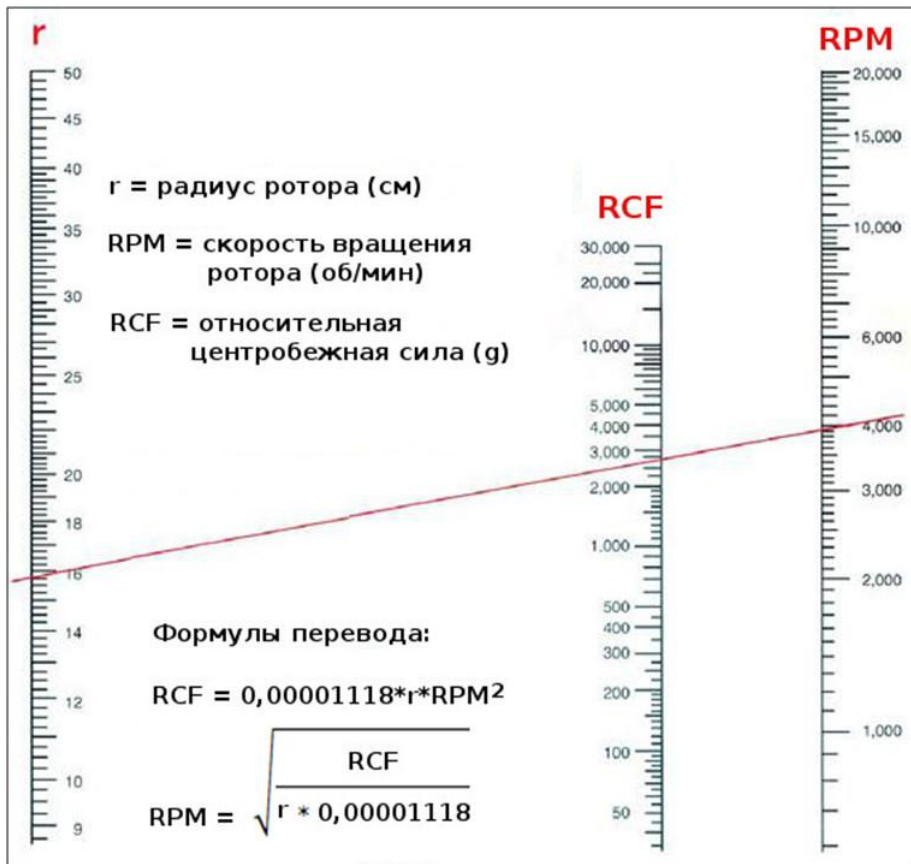 r
50
45
40
35
30
25
20
18
16
14
12
10
9
r = радиус ротора (см)
RPM = скорость вращения
ротора (об/мин)
RCF = относительная
центробежная сила (g)
Формулы перевода:
RCF = 0,00001118*r*RPM²
RPM = √ RCF
r * 0,00001118
RCF
30,000
20,000
10,000
5,000
4,000
3,000
2,000
1.000
500
400
300
200
100
50
RPM
20,000
15,000
10,000
6,000
4,000
3,000
2,000
1,000